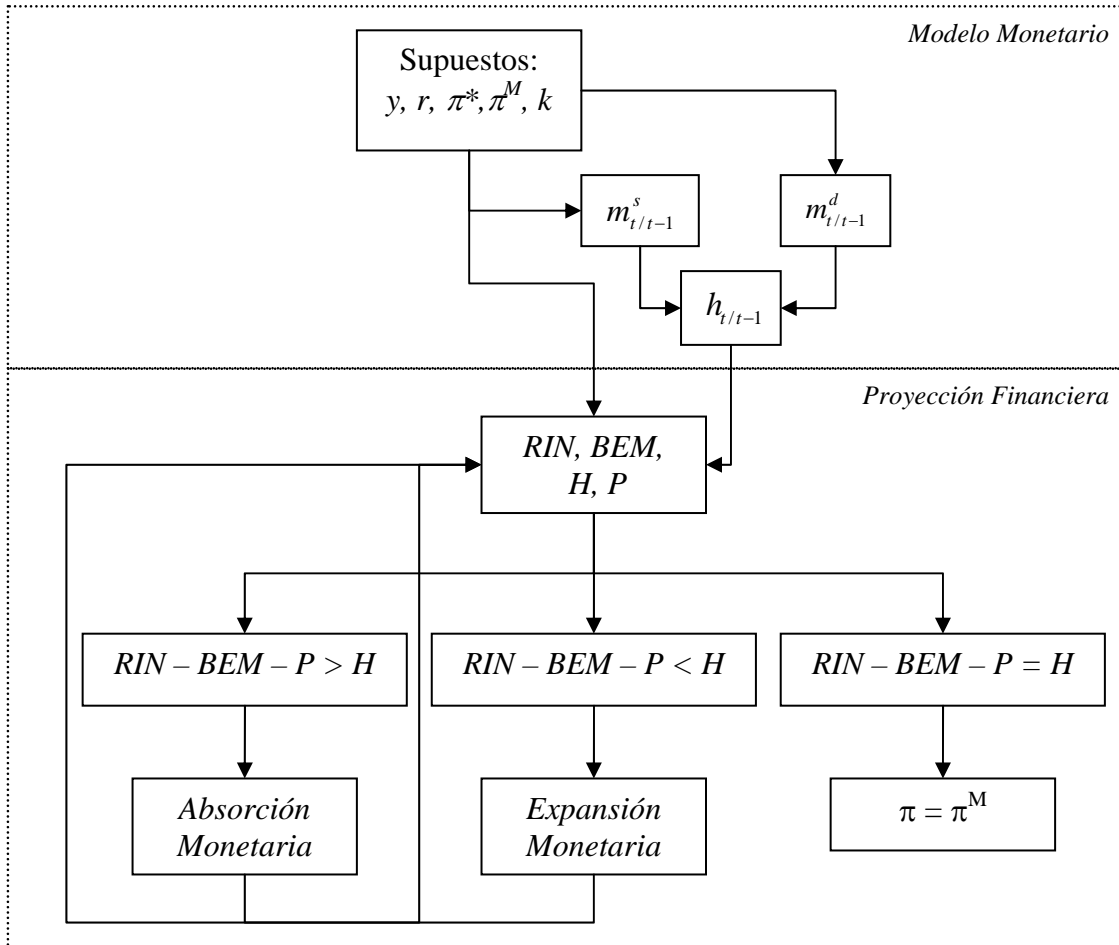 Modelo Monetario
Supuestos:
y, r, π*,π^M, k
m^s_{t/t−1}
m^d_{t/t−1}
h_{t/t−1}
Proyección Financiera
RIN, BEM,
H, P
RIN – BEM – P > H
RIN – BEM – P < H
RIN – BEM – P = H
Absorción
Monetaria
Expansión
Monetaria
π = π^M